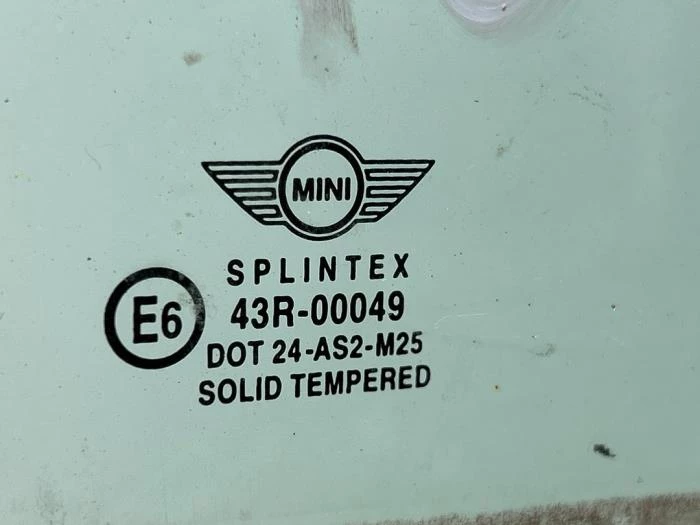 MINI
SPLINTEX
E6
43R-00049
DOT 24-AS2-M25
SOLID TEMPERED